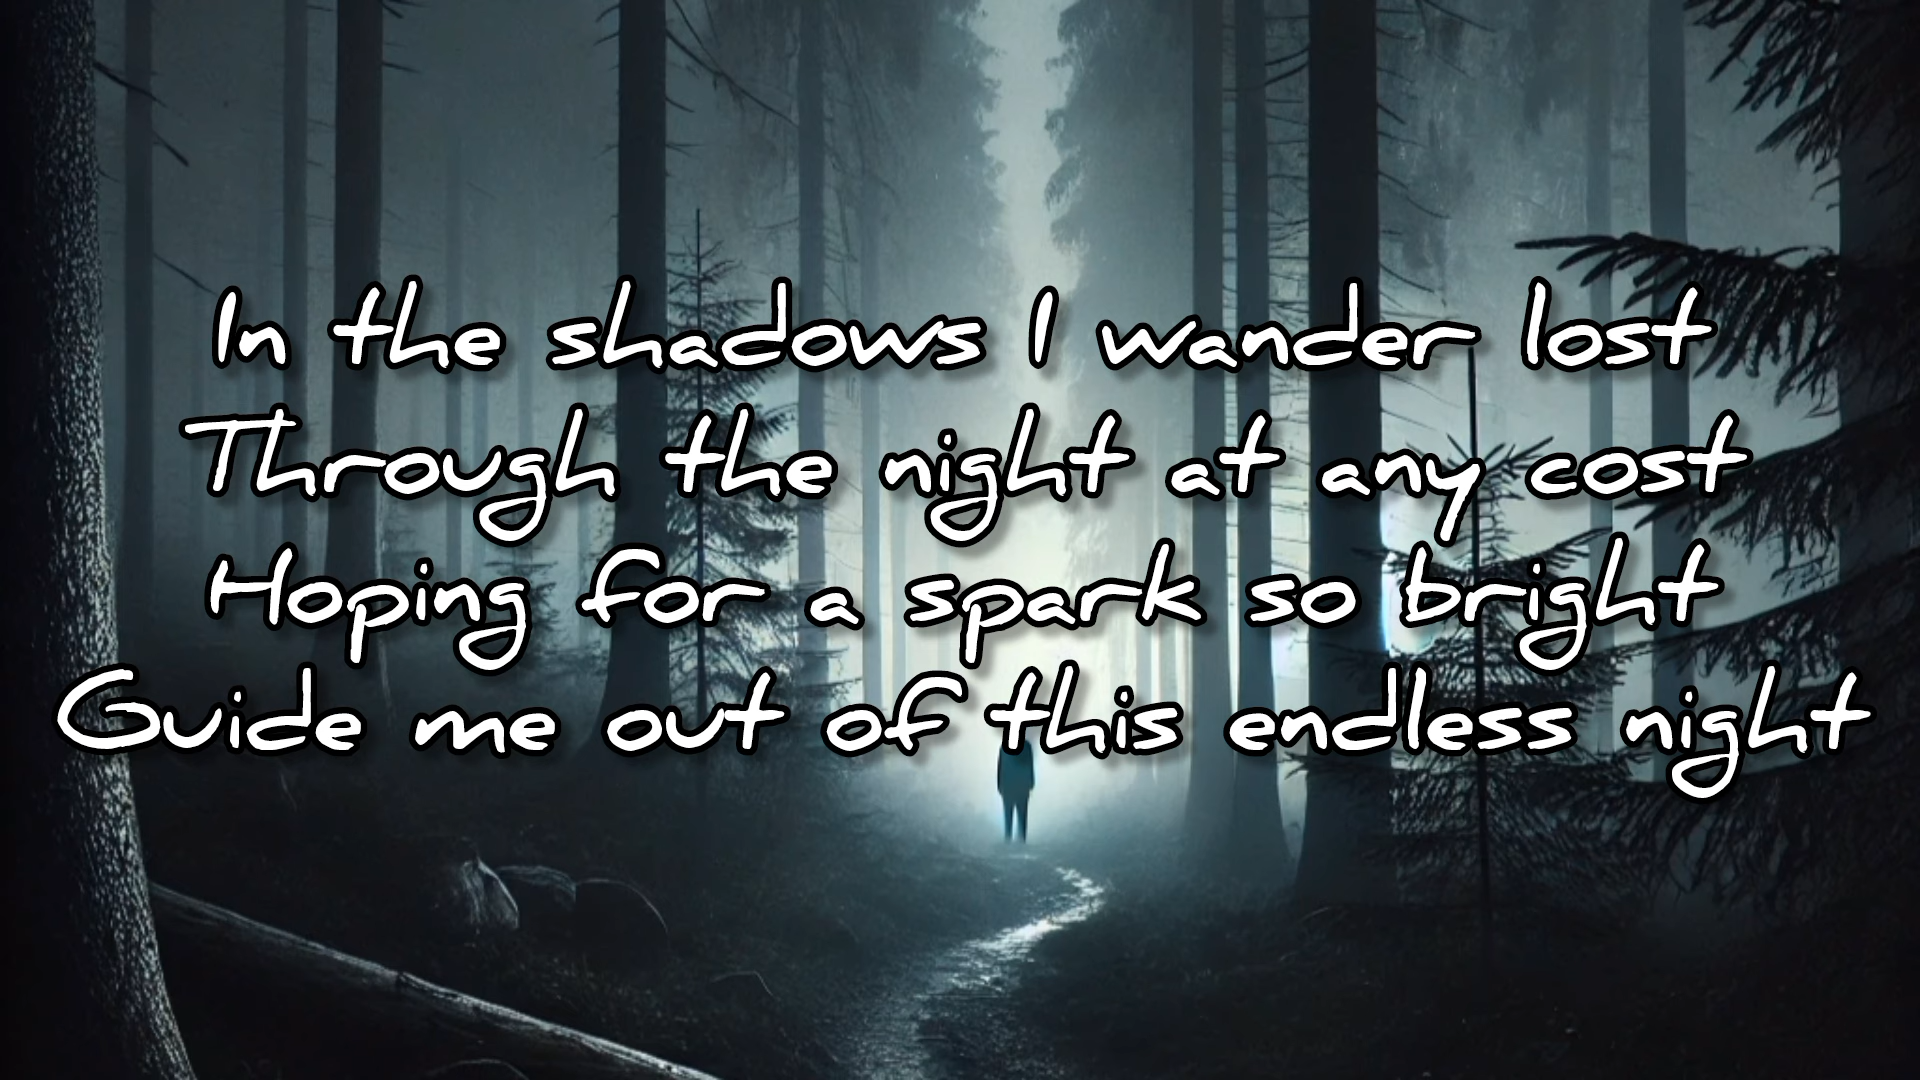 In the shadows I wander lost
Through the night at any cost
Hoping for a spark so bright
Guide me out of this endless night